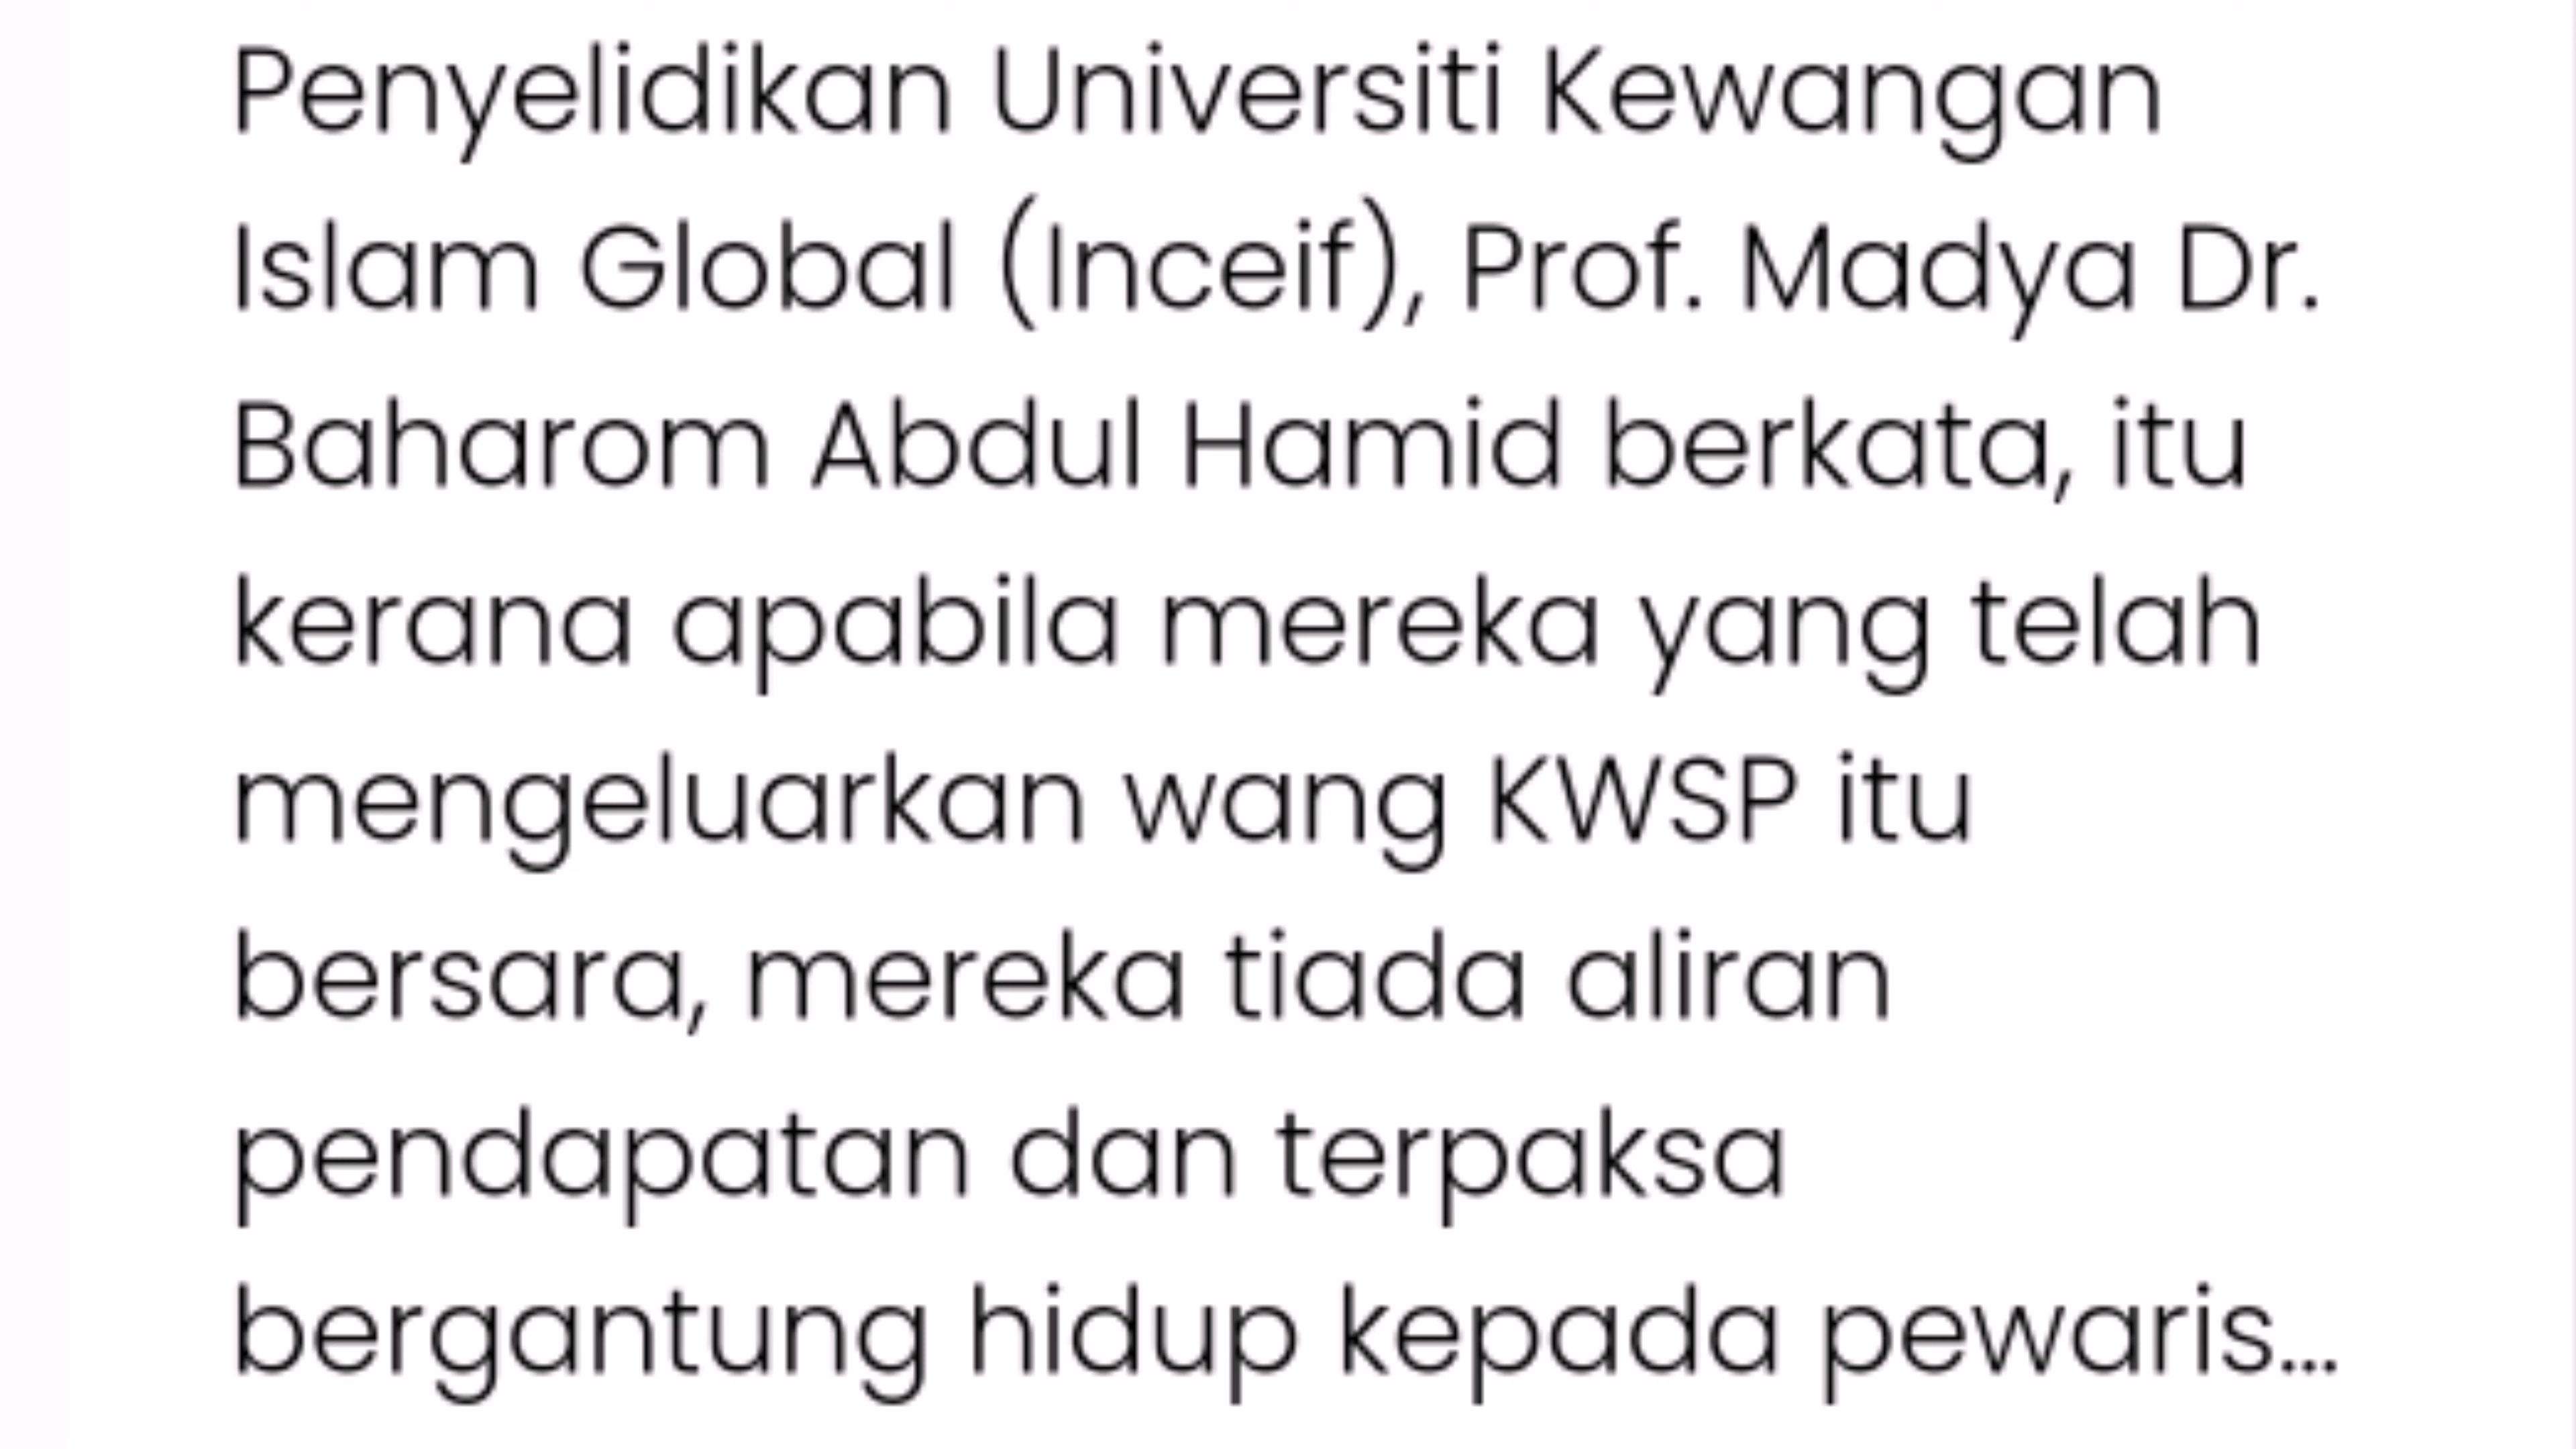 Penyelidikan Universiti Kewangan
Islam Global (Inceif), Prof. Madya Dr.
Baharom Abdul Hamid berkata, itu
kerana apabila mereka yang telah
mengeluarkan wang KWSP itu
bersara, mereka tiada aliran
pendapatan dan terpaksa
bergantung hidup kepada pewaris...